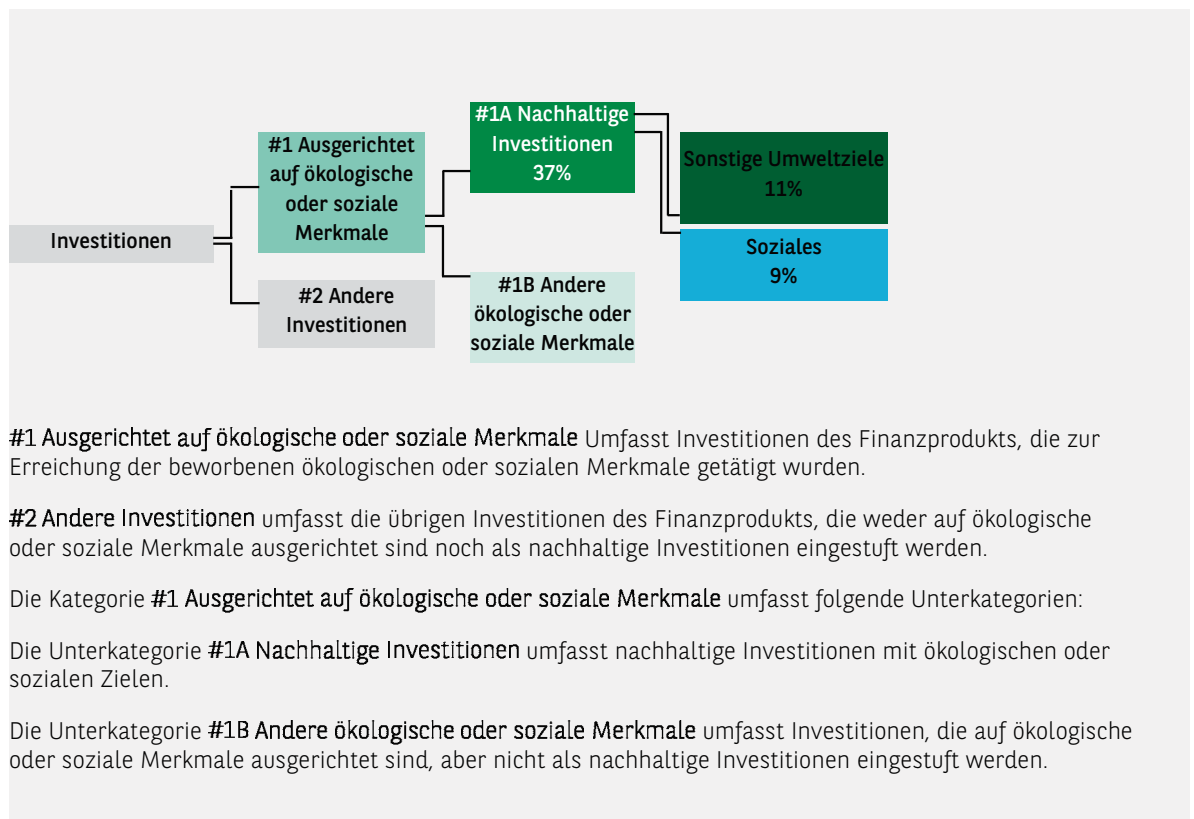 Investitionen
#1 Ausgerichtet
auf ökologische
oder soziale
Merkmale
#2 Andere
Investitionen
#1A Nachhaltige
Investitionen
37%
#1B Andere
ökologische oder
soziale Merkmale
Sonstige Umweltziele
11%
Soziales
9%
#1 Ausgerichtet auf ökologische oder soziale Merkmale Umfasst Investitionen des Finanzprodukts, die zur
Erreichung der beworbenen ökologischen oder sozialen Merkmale getätigt wurden.
#2 Andere Investitionen umfasst die übrigen Investitionen des Finanzprodukts, die weder auf ökologische
oder soziale Merkmale ausgerichtet sind noch als nachhaltige Investitionen eingestuft werden.
Die Kategorie #1 Ausgerichtet auf ökologische oder soziale Merkmale umfasst folgende Unterkategorien:
Die Unterkategorie #1A Nachhaltige Investitionen umfasst nachhaltige Investitionen mit ökologischen oder
sozialen Zielen.
Die Unterkategorie #1B Andere ökologische oder soziale Merkmale umfasst Investitionen, die auf ökologische
oder soziale Merkmale ausgerichtet sind, aber nicht als nachhaltige Investitionen eingestuft werden.